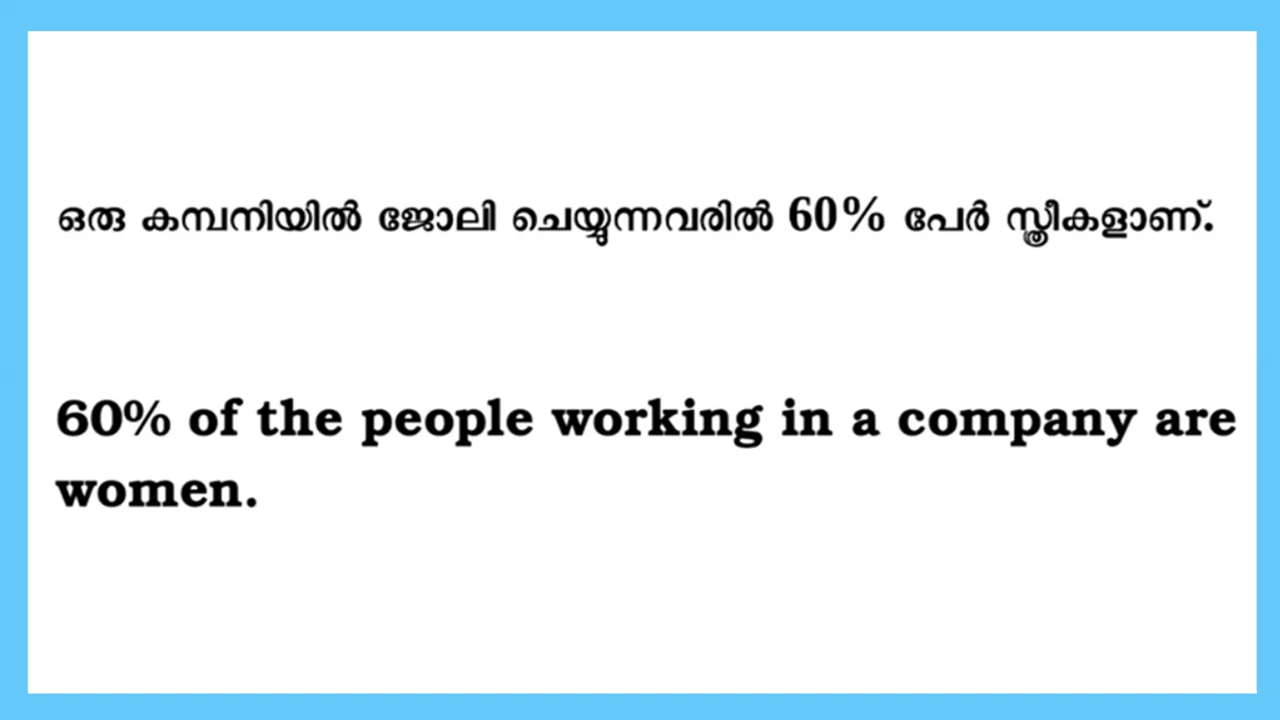 ഒരു കമ്പനിയിൽ ജോലി ചെയ്യുന്നവരിൽ 60% പേർ സ്ത്രീകളാണ്.
60% of the people working in a company are
women.